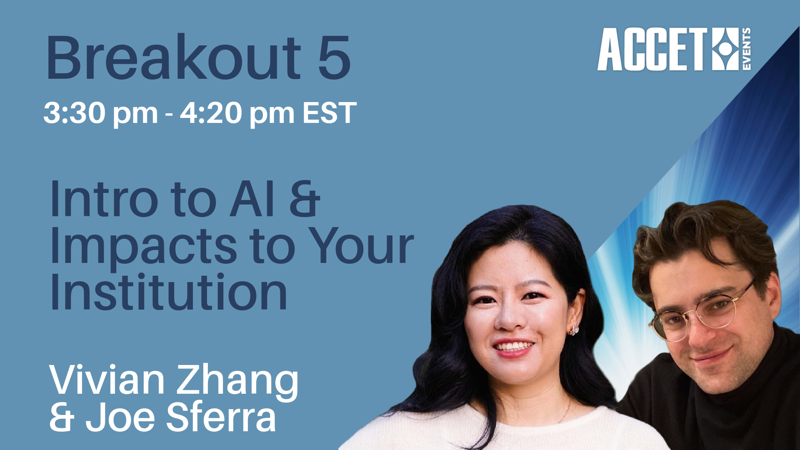 Breakout 5
ACCET EVENTS
3:30 pm - 4:20 pm EST
Intro to AI &
Impacts to Your
Institution
Vivian Zhang
& Joe Sferra